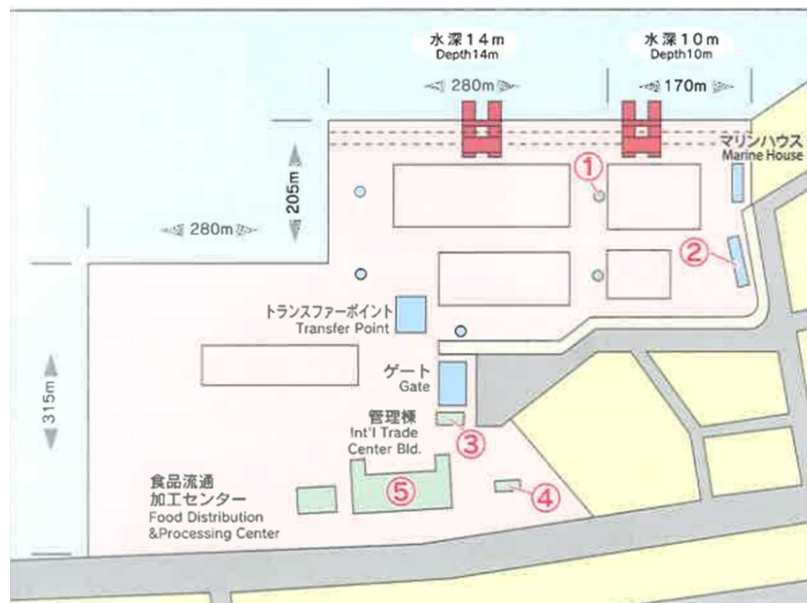 水深14m
Depth14m
280m
水深10m
Depth10m
170m
マリンハウス
Marine House
①
205m
280m
②
トランスファーポイント
Transfer Point
ゲート
Gate
315m
管理棟
Int'l Trade
Center Bld.
③
食品流通
加工センター
Food Distribution
&Processing Center
⑤
④